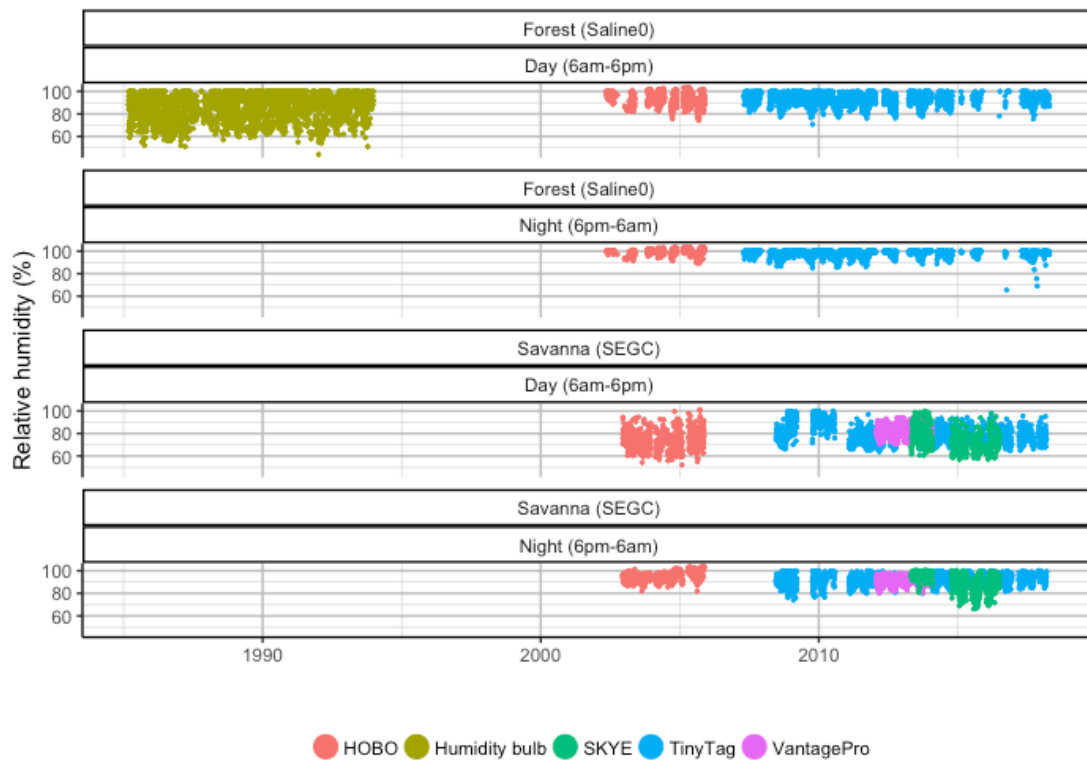 Forest (Saline0)
Day (6am-6pm)
100
80
60
Forest (Saline0)
Night (6pm-6am)
100
80
60
Savanna (SEGC)
Day (6am-6pm)
100
80
60
Savanna (SEGC)
Night (6pm-6am)
100
80
60
Relative humidity (%)
1990 2000 2010
HOBO Humidity bulb SKYE TinyTag VantagePro